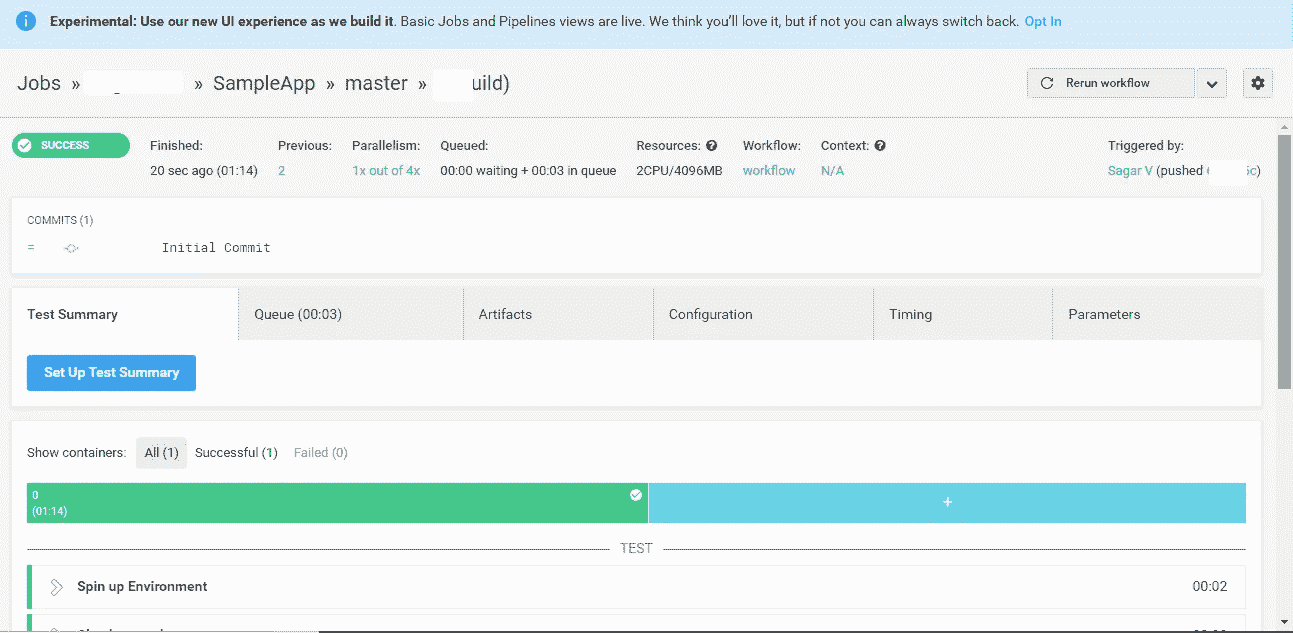 Experimental: Use our new UI experience as we build it. Basic Jobs and Pipelines views are live. We think you'll love it, but if not you can always switch back. Opt In
Jobs » » SampleApp » master » uild)
Rerun workflow
SUCCESS
Finished: Previous: Parallelism: Queued: Resources: Workflow: Context: Triggered by:
20 sec ago (01:14) 2 1x out of 4x 00:00 waiting + 00:03 in queue 2CPU/4096MB workflow N/A Sagar V (pushed c)
COMMITS (1)
Initial Commit
Test Summary Queue (00:03) Artifacts Configuration Timing Parameters
Set Up Test Summary
Show containers: All (1) Successful (1) Failed (0)
0
(01:14)
+
TEST
Spin up Environment 00:02